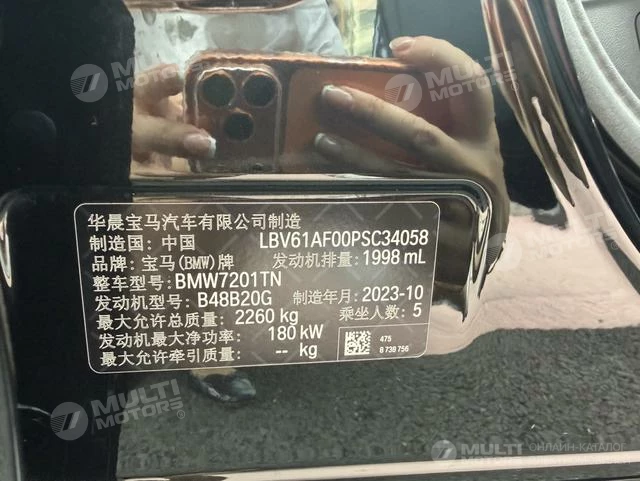 MULTI
MOTORS
MULTI
MOTORS
华晨宝马汽车有限公司制造
制造国: 中国 LBV61AF00PSC34058
品牌: 宝马(BMW)牌 发动机排量: 1998 mL
整车型号: BMW7201TN
发动机型号: B48B20G 制造年月: 2023-10
最大允许总质量: 2260 kg 乘坐人数: 5
发动机最大净功率: 180 kW
最大允许牵引质量: -- kg
475
8 738 756
MULTI
MOTORS
MULTI
ОНЛАЙН-КАТАЛОГ